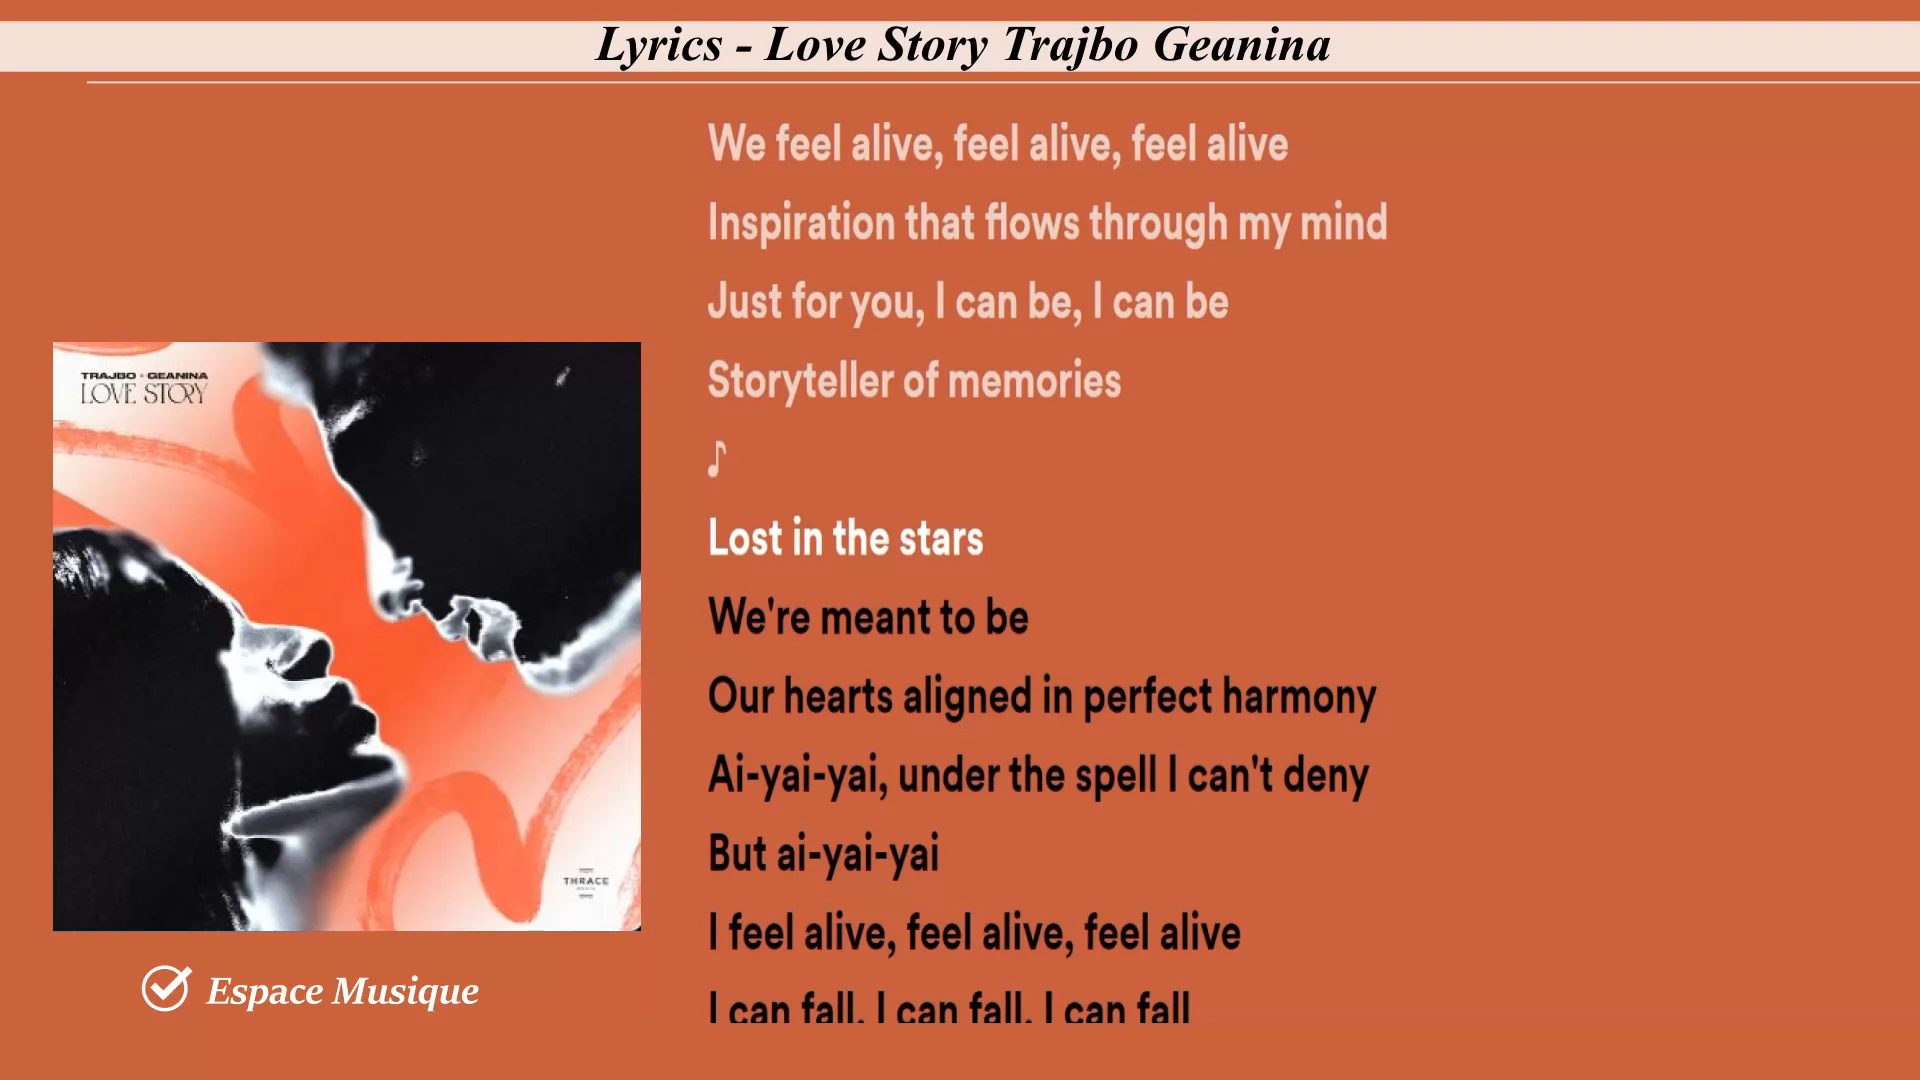 Lyrics - Love Story Trajbo Geanina
We feel alive, feel alive, feel alive
Inspiration that flows through my mind
Just for you, I can be, I can be
Storyteller of memories
♪
Lost in the stars
We're meant to be
Our hearts aligned in perfect harmony
Ai-yai-yai, under the spell I can't deny
But ai-yai-yai
I feel alive, feel alive, feel alive
I can fall, I can fall, I can fall
TRAJBO × GEANINA
LOVE STORY
THRACE
Espace Musique